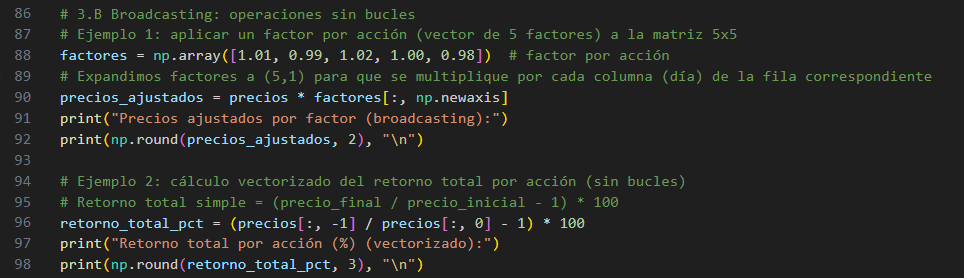 86 # 3.B Broadcasting: operaciones sin bucles
87 # Ejemplo 1: aplicar un factor por acción (vector de 5 factores) a la matriz 5x5
88 factores = np.array([1.01, 0.99, 1.02, 1.00, 0.98])  # factor por acción
89 # Expandimos factores a (5,1) para que se multiplique por cada columna (día) de la fila correspondiente
90 precios_ajustados = precios * factores[:, np.newaxis]
91 print("Precios ajustados por factor (broadcasting):")
92 print(np.round(precios_ajustados, 2), "\n")
93
94 # Ejemplo 2: cálculo vectorizado del retorno total por acción (sin bucles)
95 # Retorno total simple = (precio_final / precio_inicial - 1) * 100
96 retorno_total_pct = (precios[:, -1] / precios[:, 0] - 1) * 100
97 print("Retorno total por acción (%) (vectorizado):")
98 print(np.round(retorno_total_pct, 3), "\n")